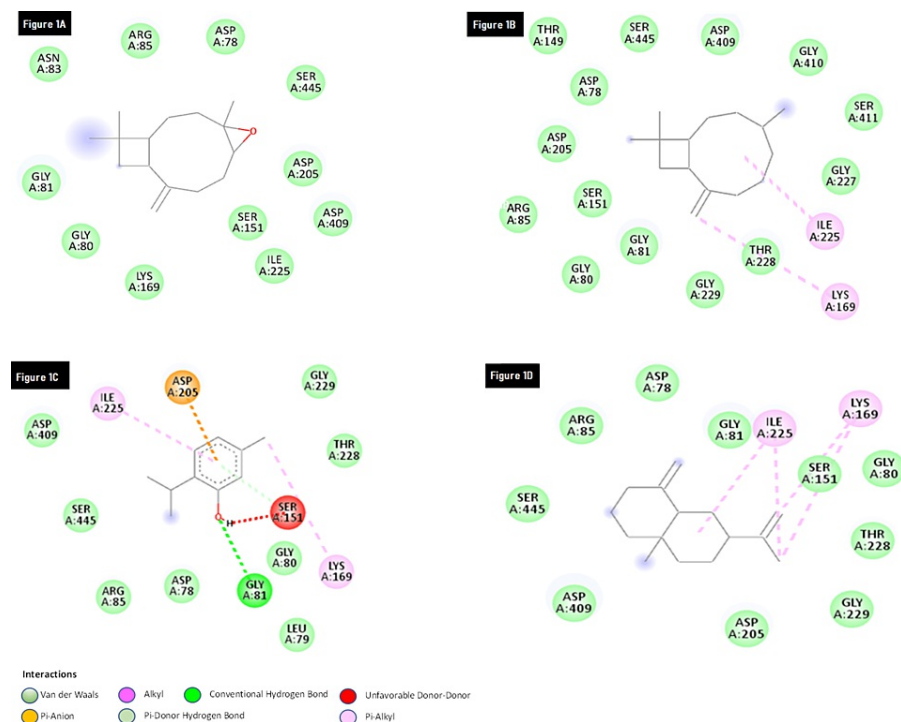 Figure 1A
ASN
A:83
ARG
A:85
ASP
A:78
SER
A:445
ASP
A:205
ASP
A:409
SER
A:151
ILE
A:225
LYS
A:169
GLY
A:80
GLY
A:81
O
Figure 1B
THR
A:149
SER
A:445
ASP
A:409
GLY
A:410
SER
A:411
ASP
A:78
ASP
A:205
GLY
A:227
SER
A:151
ARG
A:85
ILE
A:225
GLY
A:81
THR
A:228
GLY
A:80
GLY
A:229
LYS
A:169
Figure 1C
ILE
A:225
ASP
A:205
GLY
A:229
ASP
A:409
THR
A:228
SER
A:445
O
H
SER
A:151
GLY
A:80
LYS
A:169
ARG
A:85
ASP
A:78
GLY
A:81
LEU
A:79
Figure 1D
ASP
A:78
LYS
A:169
ARG
A:85
GLY
A:81
ILE
A:225
SER
A:151
GLY
A:80
SER
A:445
THR
A:228
ASP
A:409
ASP
A:205
GLY
A:229
Interactions
Van der Waals
Alkyl
Conventional Hydrogen Bond
Unfavorable Donor-Donor
Pi-Anion
Pi-Donor Hydrogen Bond
Pi-Alkyl